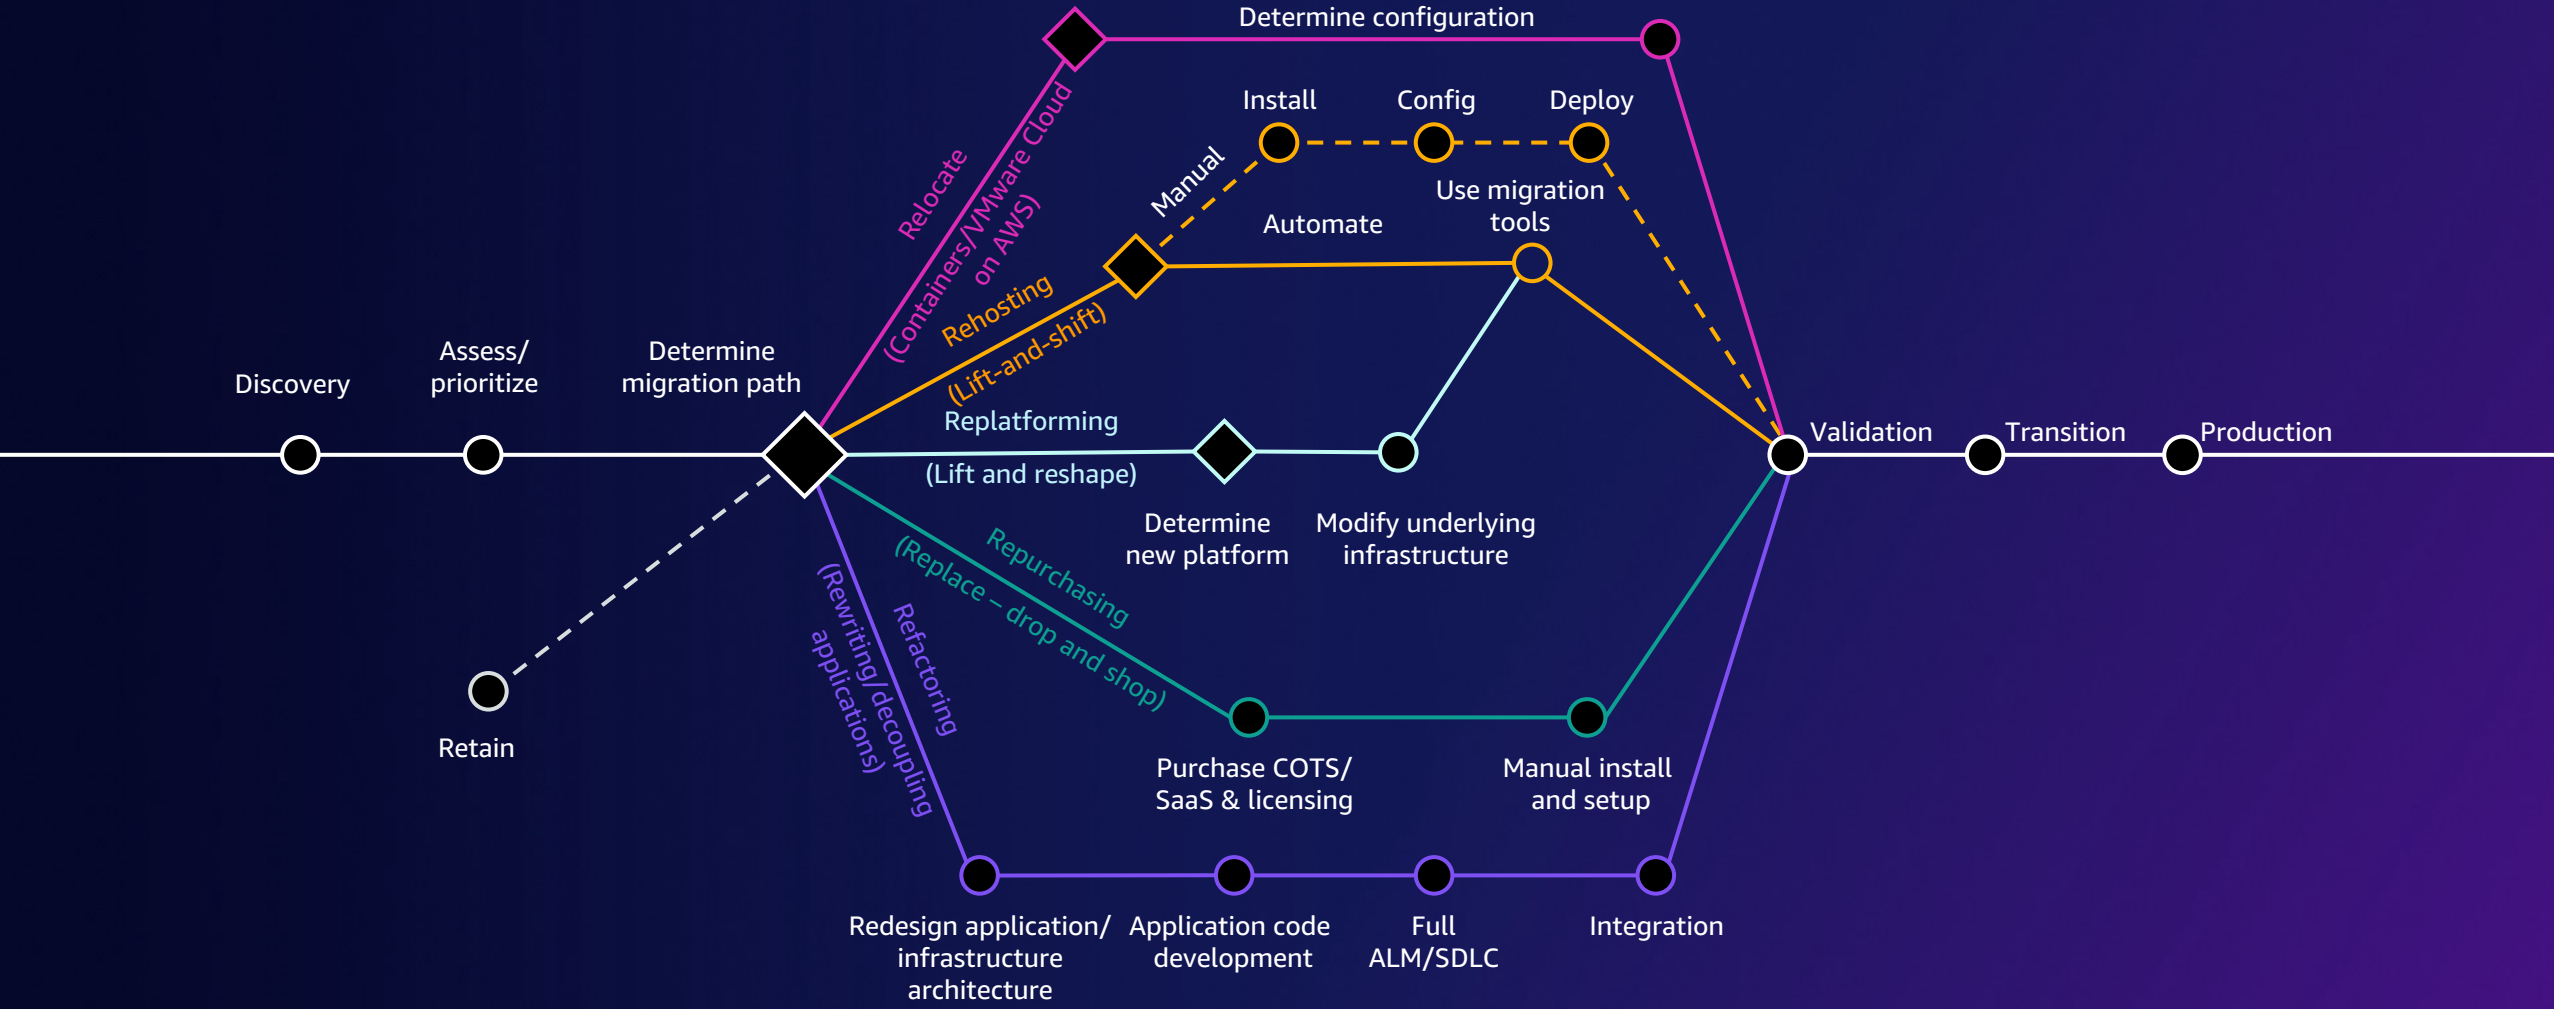 Determine configuration
Relocate
(Containers/VMware Cloud
on AWS)
Manual
Install
Config
Deploy
Automate
Use migration
tools
Rehosting
(Lift-and-shift)
Discovery
Assess/
prioritize
Determine
migration path
Replatforming
(Lift and reshape)
Determine
new platform
Modify underlying
infrastructure
Validation
Transition
Production
Repurchasing
(Replace – drop and shop)
Purchase COTS/
SaaS & licensing
Manual install
and setup
Retain
Refactoring
(Rewriting/decoupling
applications)
Redesign application/
infrastructure
architecture
Application code
development
Full
ALM/SDLC
Integration